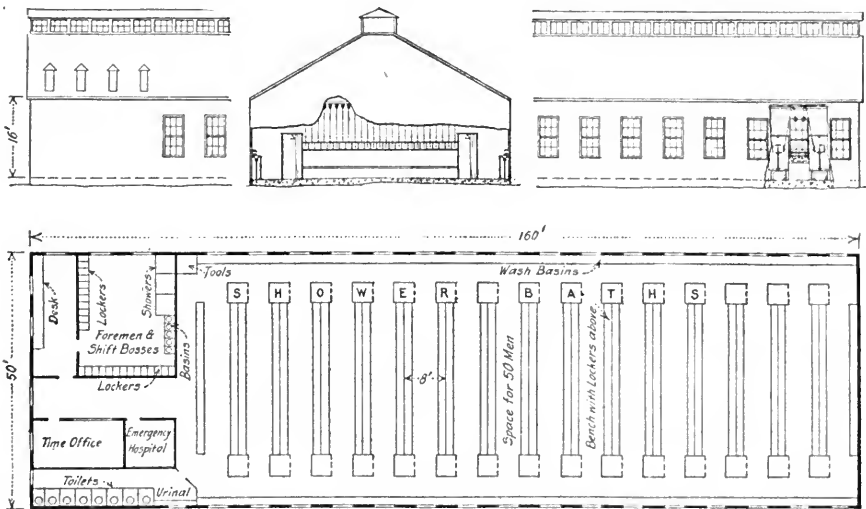 16'
160'
50'
8'
Desk
Lockers
Showers
Tools
Wash Basins
S H O W E R B A T H S
Foremen &
Shift Bosses
Basins
Lockers
Space for 50 Men
Bench with Lockers above
Time Office
Emergency
Hospital
Toilets
Urinal